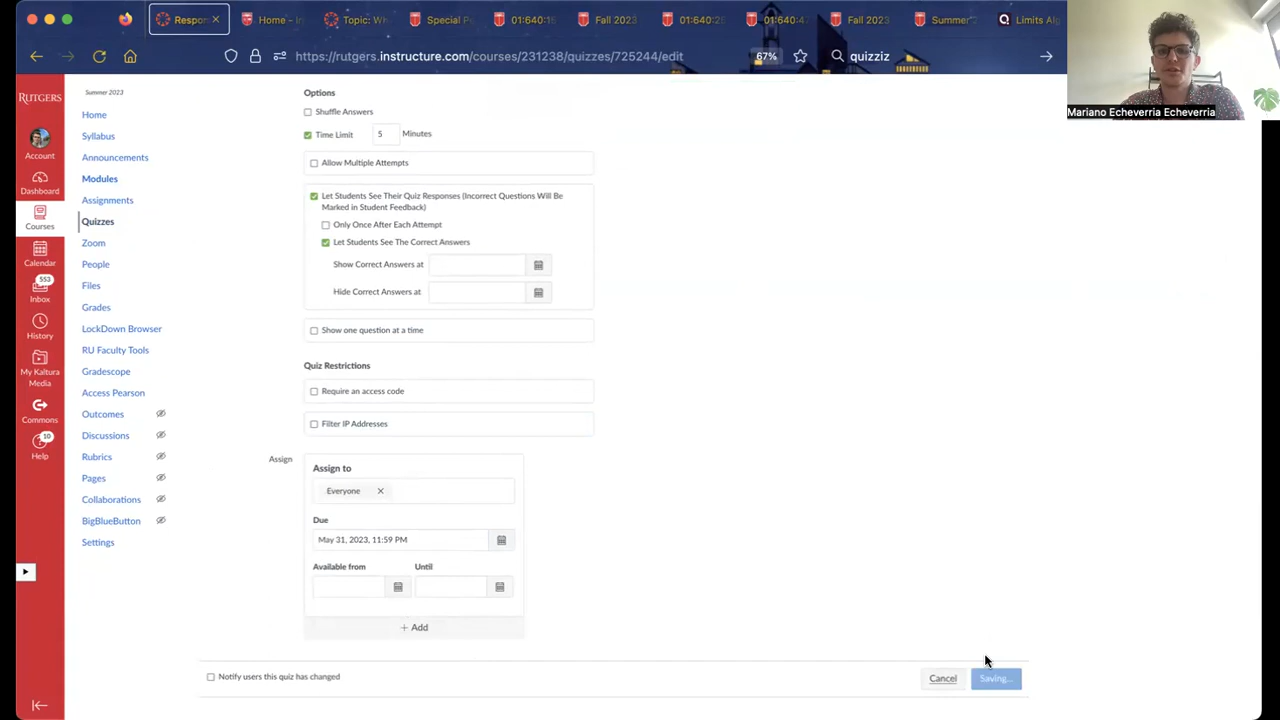 Respon
Home - In
Topic: Wh
Special P
01:640:1
Fall 2023
01:640:2
01:640:4
Fall 2023
Summer'
Limits Alg
https://rutgers.instructure.com/courses/231238/quizzes/725244/edit
67%
quizziz
Mariano Echeverria Echeverria
RUTGERS
Account
Dashboard
Courses
Calendar
553
Inbox
History
My Kaltura
Media
Commons
10
Help
Summer 2023
Home
Syllabus
Announcements
Modules
Assignments
Quizzes
Zoom
People
Files
Grades
LockDown Browser
RU Faculty Tools
Gradescope
Access Pearson
Outcomes
Discussions
Rubrics
Pages
Collaborations
BigBlueButton
Settings
Options
Shuffle Answers
Time Limit 5 Minutes
Allow Multiple Attempts
Let Students See Their Quiz Responses (Incorrect Questions Will Be
Marked in Student Feedback)
Only Once After Each Attempt
Let Students See The Correct Answers
Show Correct Answers at
Hide Correct Answers at
Show one question at a time
Quiz Restrictions
Require an access code
Filter IP Addresses
Assign
Assign to
Everyone
Due
May 31, 2023, 11:59 PM
Available from Until
+ Add
Notify users this quiz has changed
Cancel
Saving...